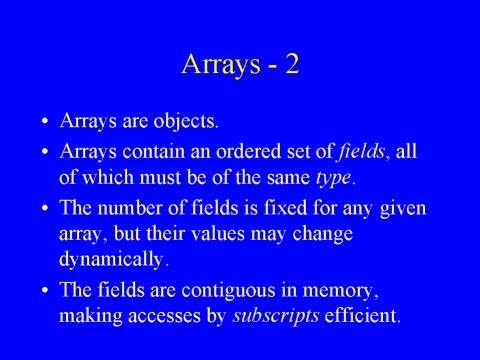 Arrays - 2
• Arrays are objects.
• Arrays contain an ordered set of fields, all
of which must be of the same type.
• The number of fields is fixed for any given
array, but their values may change
dynamically.
• The fields are contiguous in memory,
making accesses by subscripts efficient.